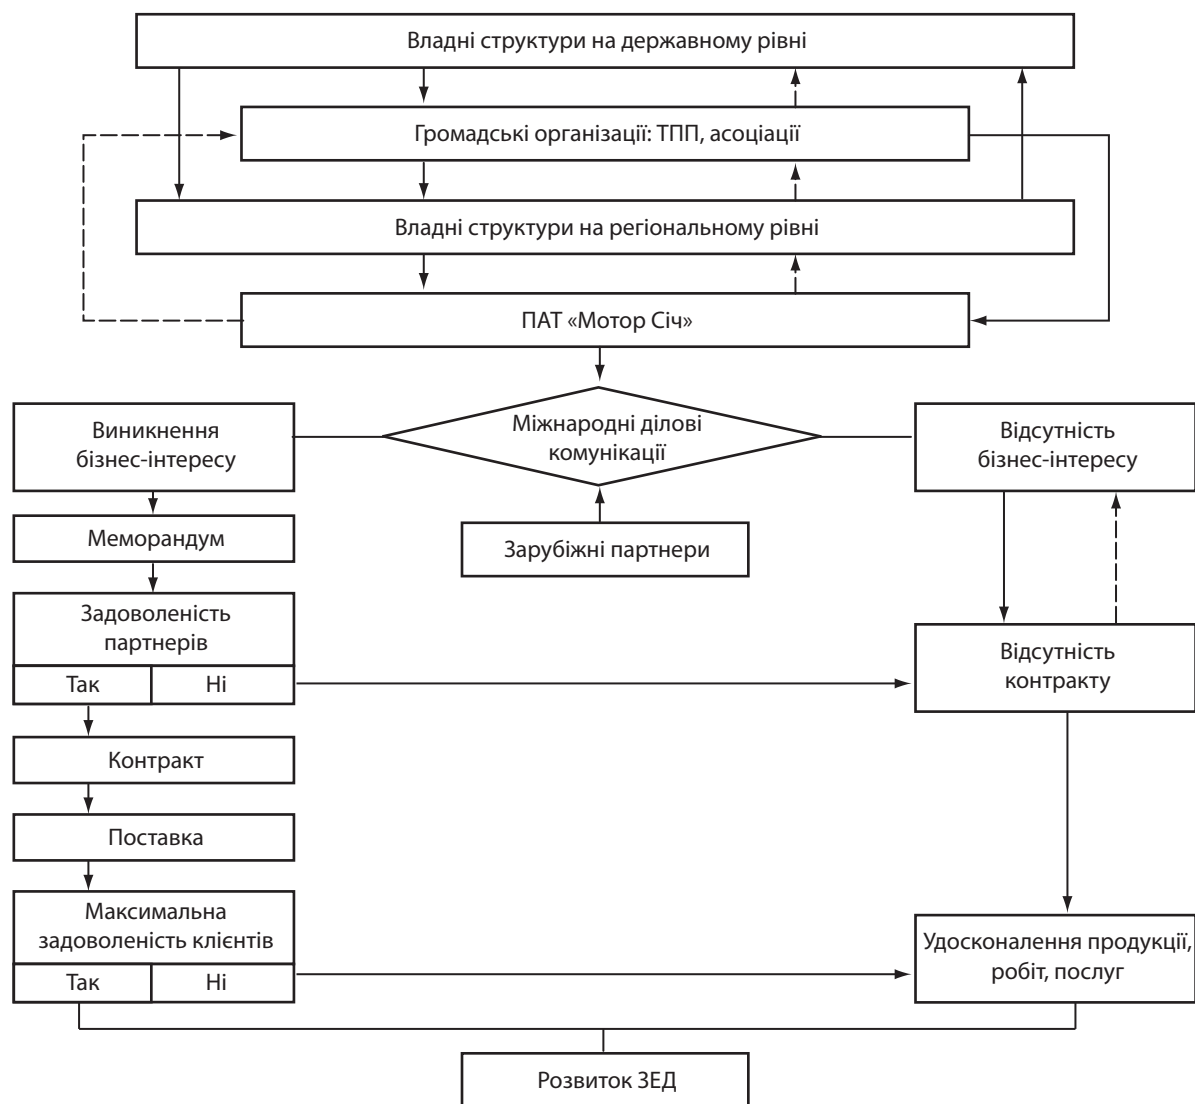 Владні структури на державному рівні
Громадські організації: ТПП, асоціації
Владні структури на регіональному рівні
ПАТ «Мотор Січ»
Міжнародні ділові
комунікації
Виникнення
бізнес-інтересу
Відсутність
бізнес-інтересу
Меморандум
Зарубіжні партнери
Задоволеність
партнерів
Так
Ні
Відсутність
контракту
Контракт
Поставка
Максимальна
задоволеність клієнтів
Так
Ні
Удосконалення продукції,
робіт, послуг
Розвиток ЗЕД